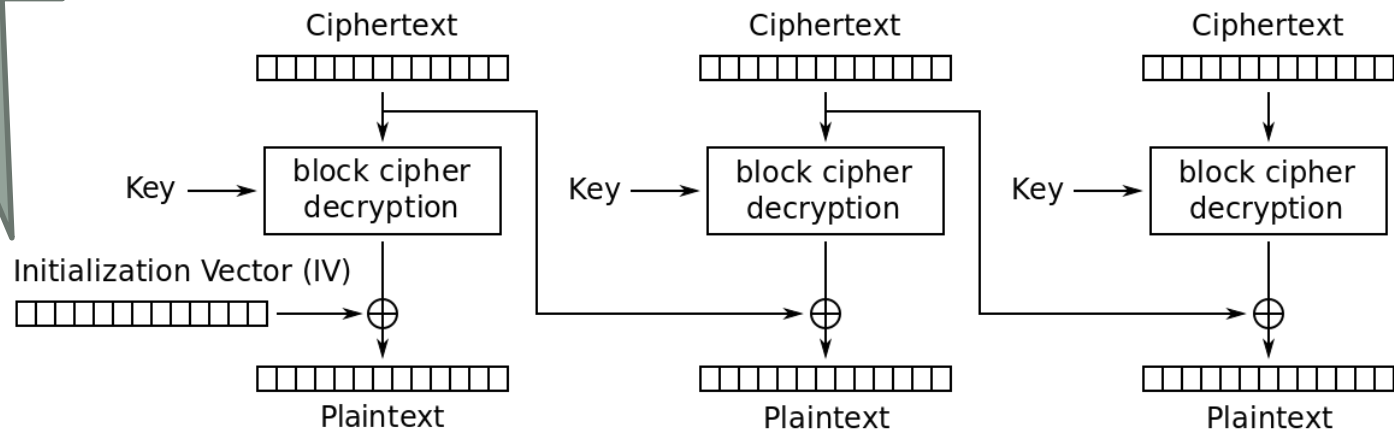 Ciphertext
Ciphertext
Ciphertext
Key
block cipher
decryption
Key
block cipher
decryption
Key
block cipher
decryption
Initialization Vector (IV)
Plaintext
Plaintext
Plaintext